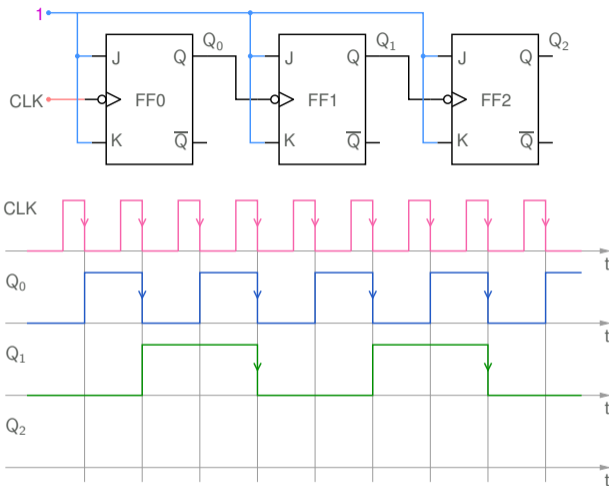 1
Q₀
Q₁
Q₂
J Q
J Q
J Q
CLK
FF0
FF1
FF2
K Q̅
K Q̅
K Q̅
CLK
t
Q₀
t
Q₁
t
Q₂
t